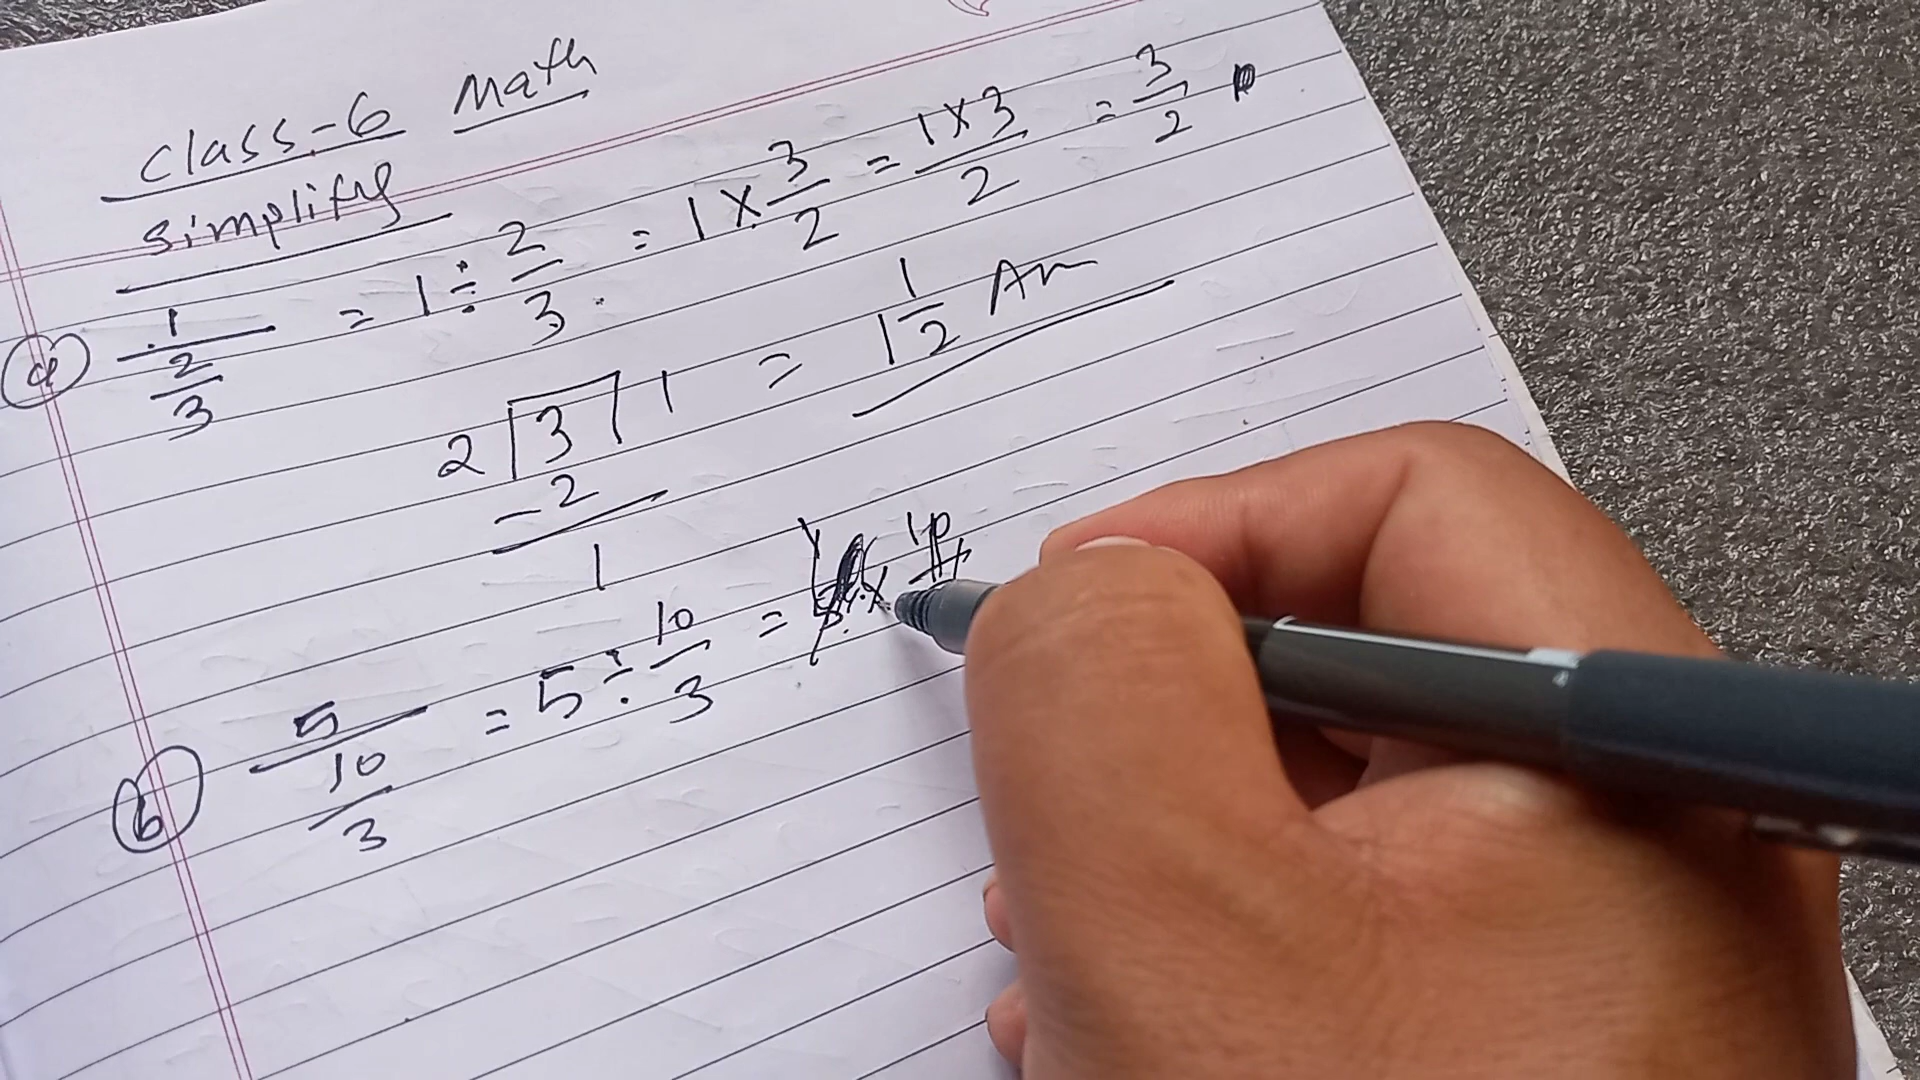 class-6 Math
simplify
(a) 1/(2/3) = 1 ÷ 2/3 = 1 × 3/2 = (1×3)/2 = 3/2
2 ) 3 ( 1 = 1 1/2 An
- 2
1
(b) 5/(10/3) = 5 ÷ 10/3 =